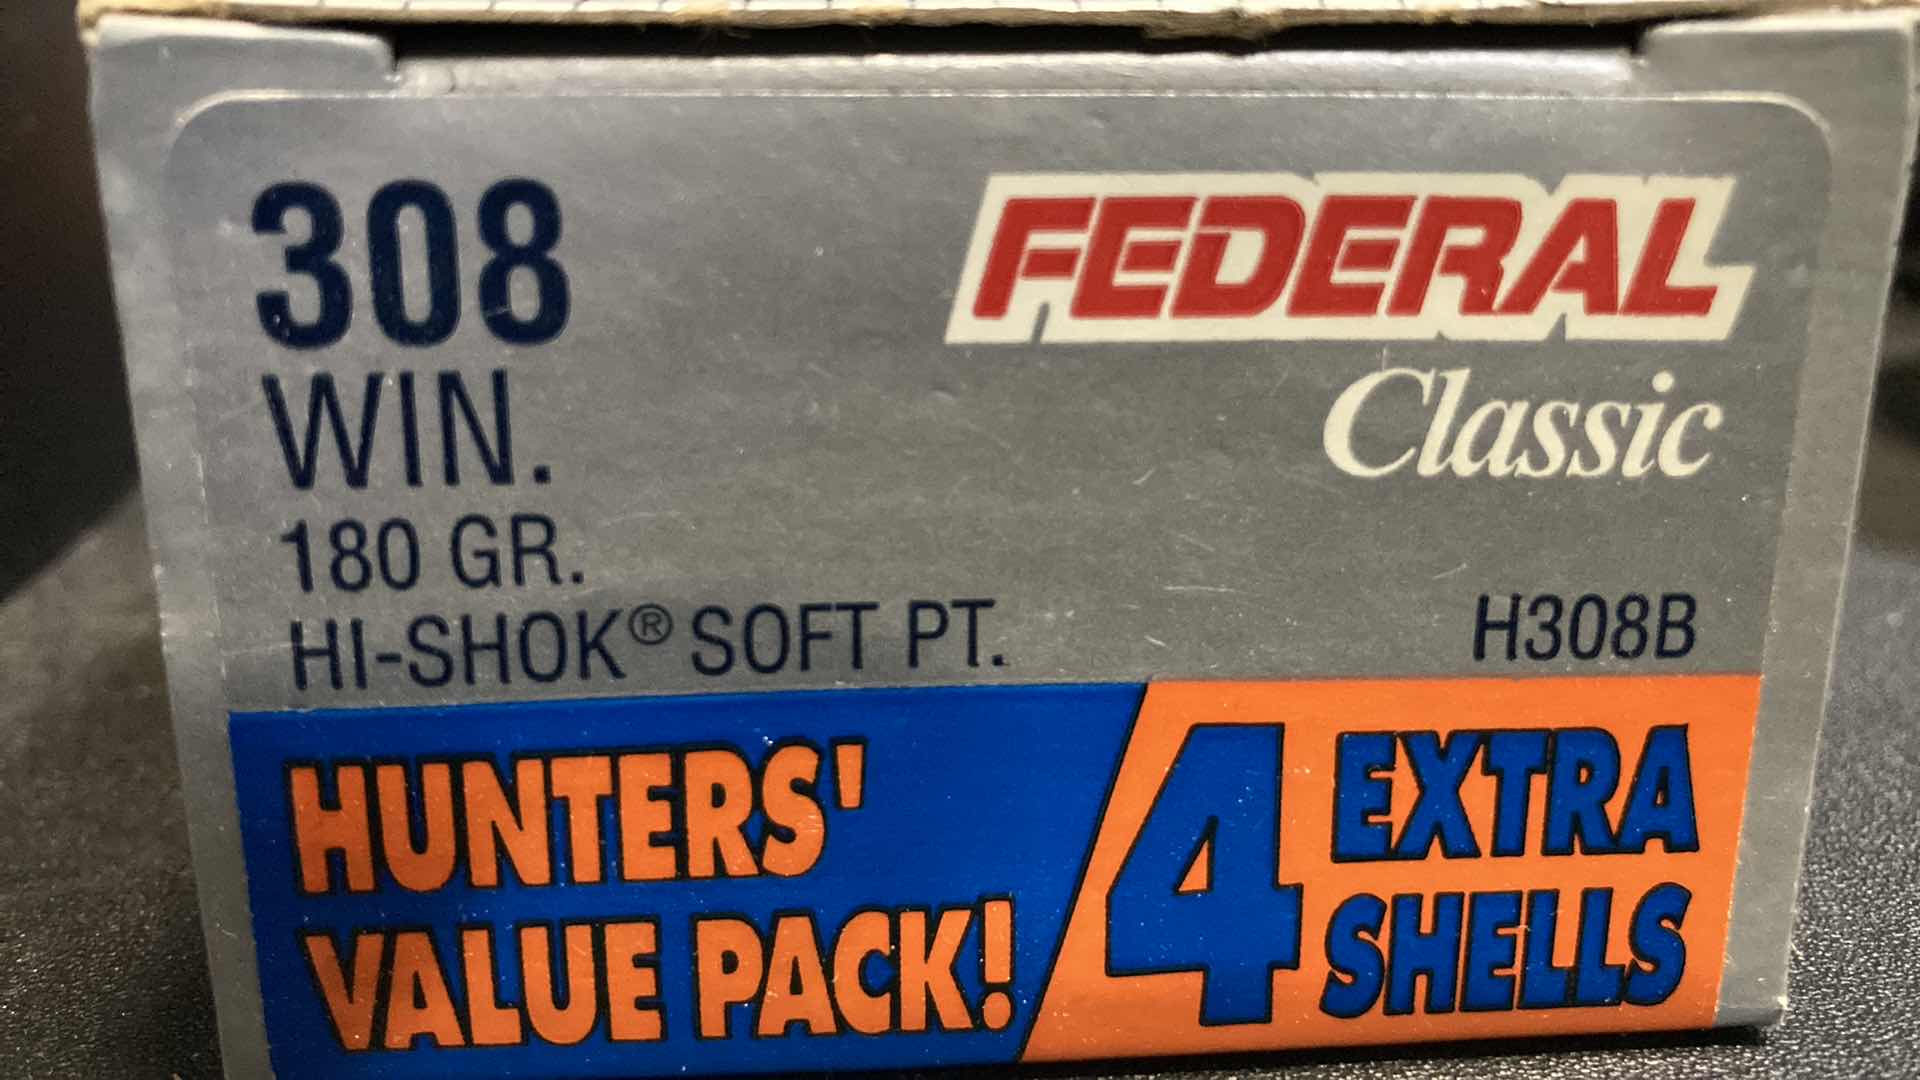 308
WIN.
180 GR.
HI-SHOK® SOFT PT.
FEDERAL
Classic
H308B
HUNTERS'
VALUE PACK!
4 EXTRA
SHELLS